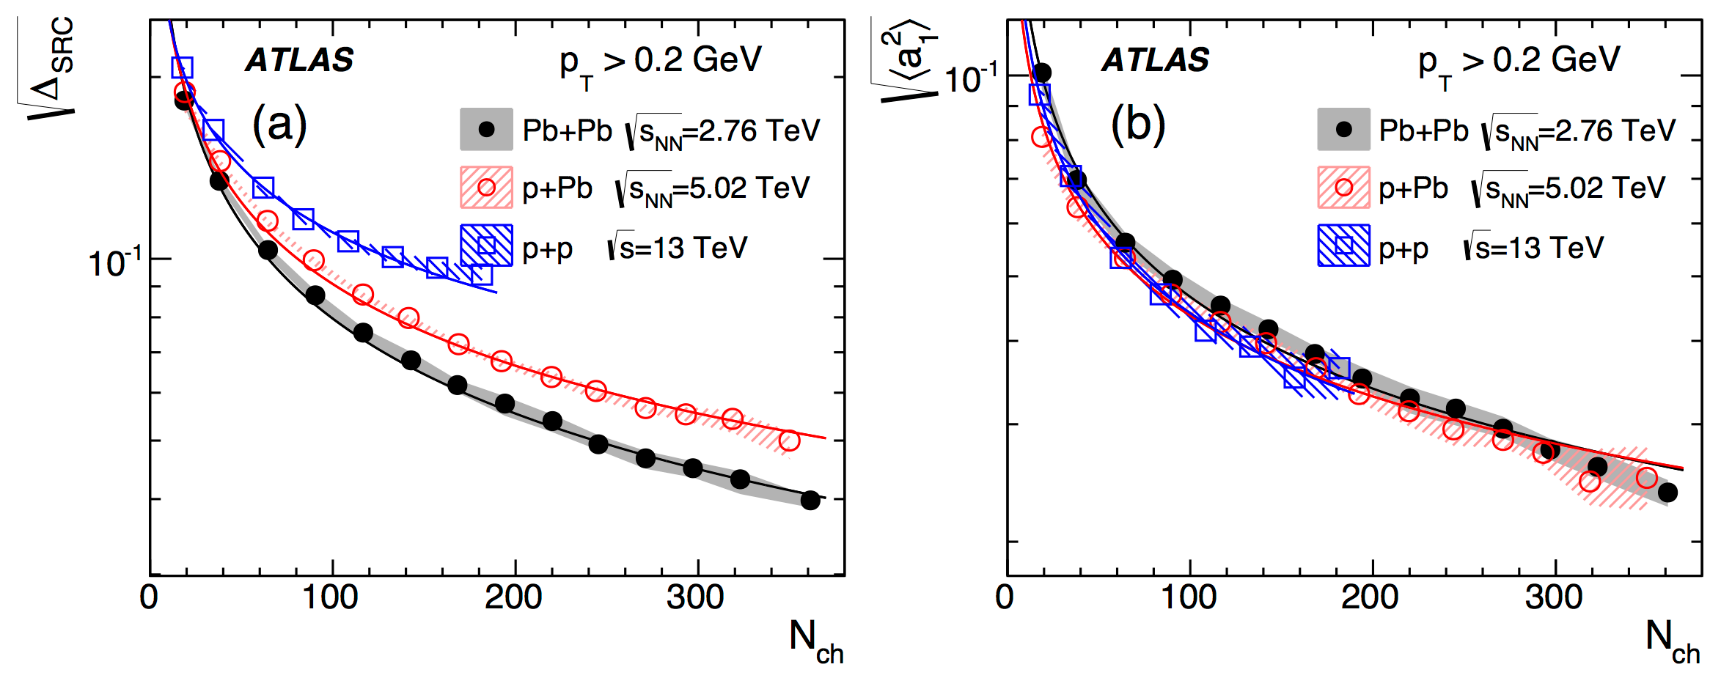 √Δ_SRC
ATLAS
p_T > 0.2 GeV
(a)
Pb+Pb √s_NN=2.76 TeV
p+Pb √s_NN=5.02 TeV
p+p √s=13 TeV
10^-1
0 100 200 300
N_ch
√⟨a_1^2⟩
10^-1
ATLAS
p_T > 0.2 GeV
(b)
Pb+Pb √s_NN=2.76 TeV
p+Pb √s_NN=5.02 TeV
p+p √s=13 TeV
0 100 200 300
N_ch